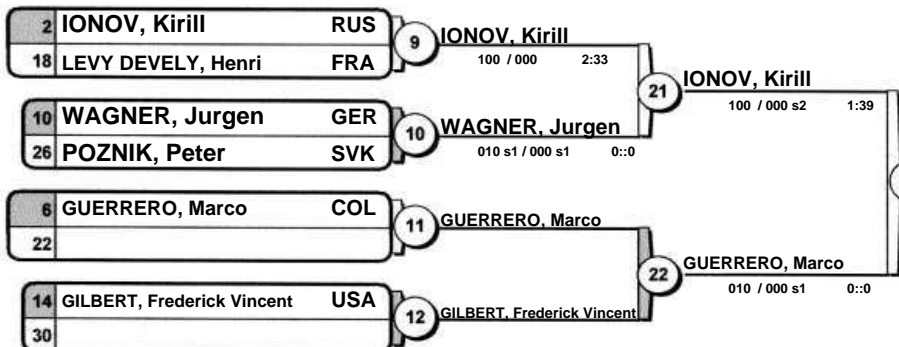 2 IONOV, Kirill RUS
18 LEVY DEVELY, Henri FRA
9
IONOV, Kirill
100 / 000 2:33
10 WAGNER, Jurgen GER
26 POZNIK, Peter SVK
10
WAGNER, Jurgen
010 s1 / 000 s1 0::0
21
IONOV, Kirill
100 / 000 s2 1:39
6 GUERRERO, Marco COL
22
11
GUERRERO, Marco
14 GILBERT, Frederick Vincent USA
30
12
GILBERT, Frederick Vincent
22
GUERRERO, Marco
010 / 000 s1 0::0